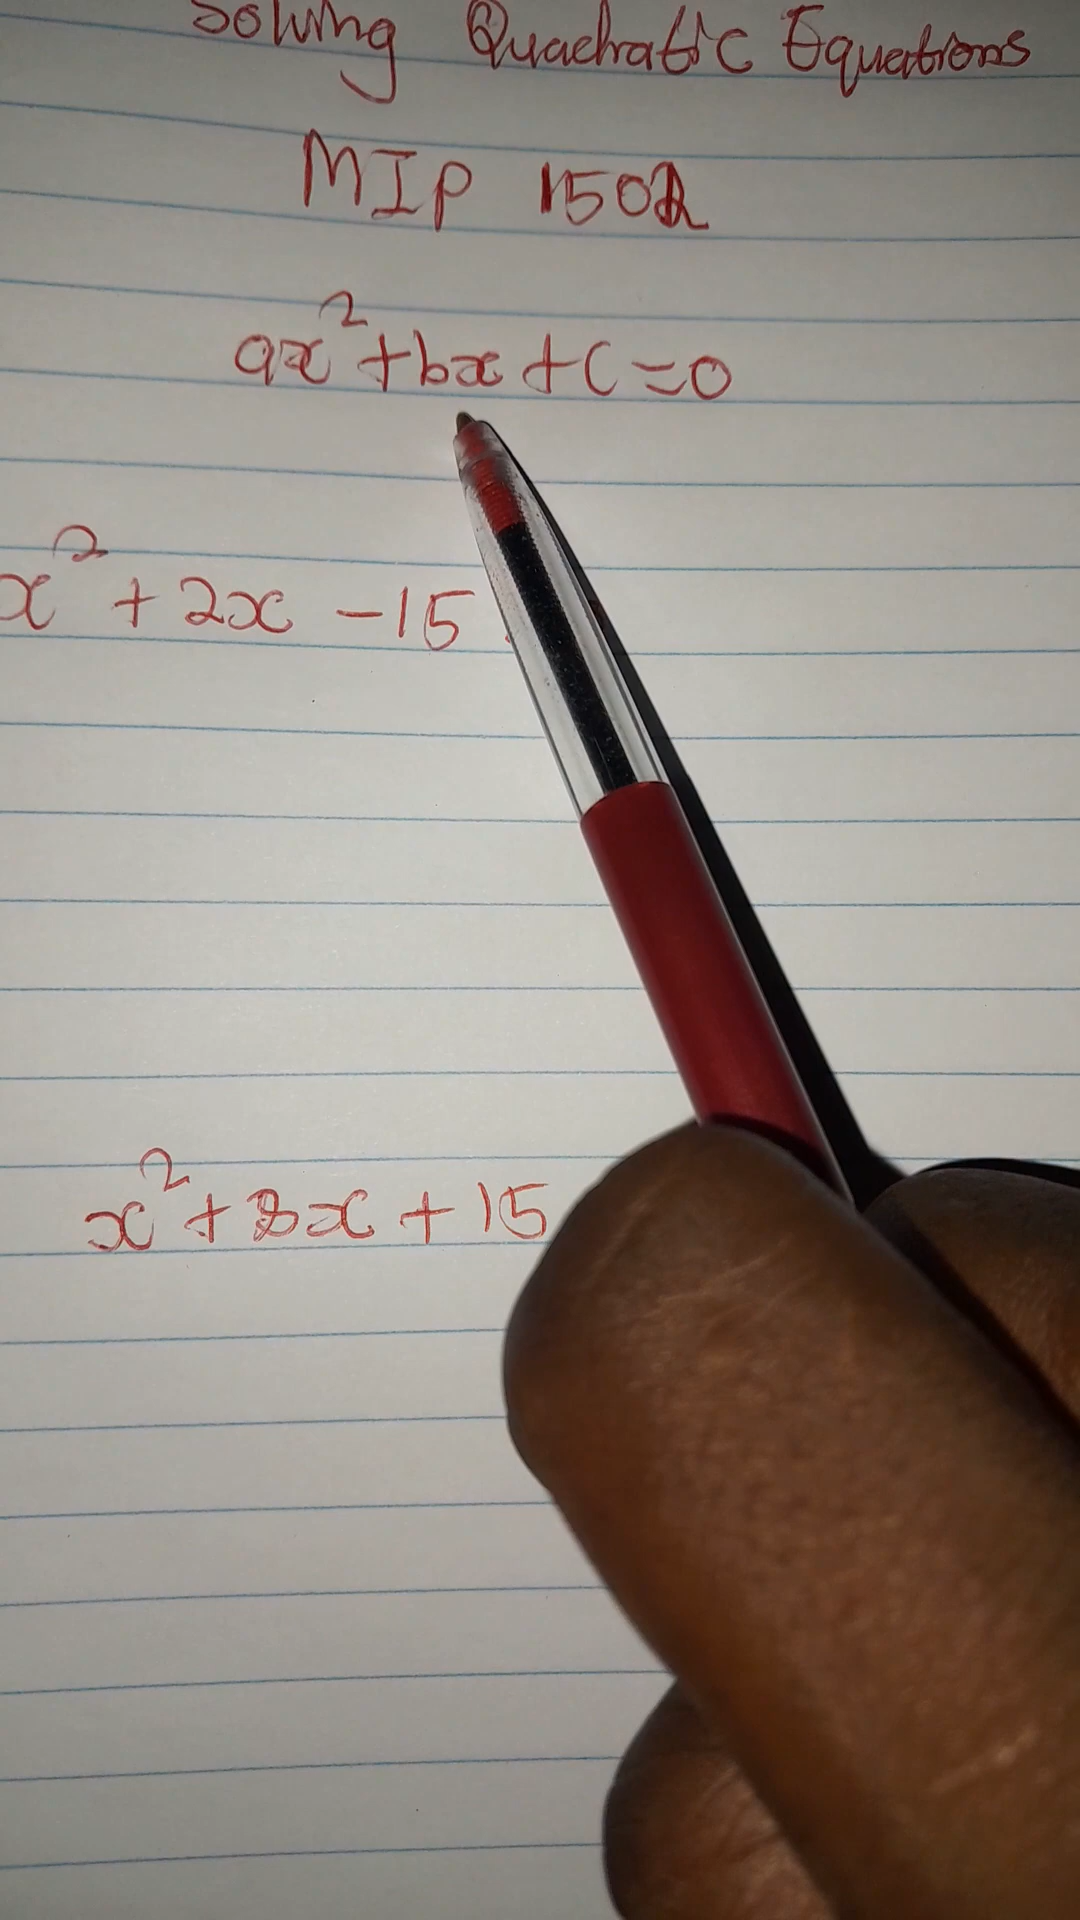 Solving Quadratic Equations
MIP 1502
ax² + bx + c = 0
x² + 2x - 15
x² + 8x + 15